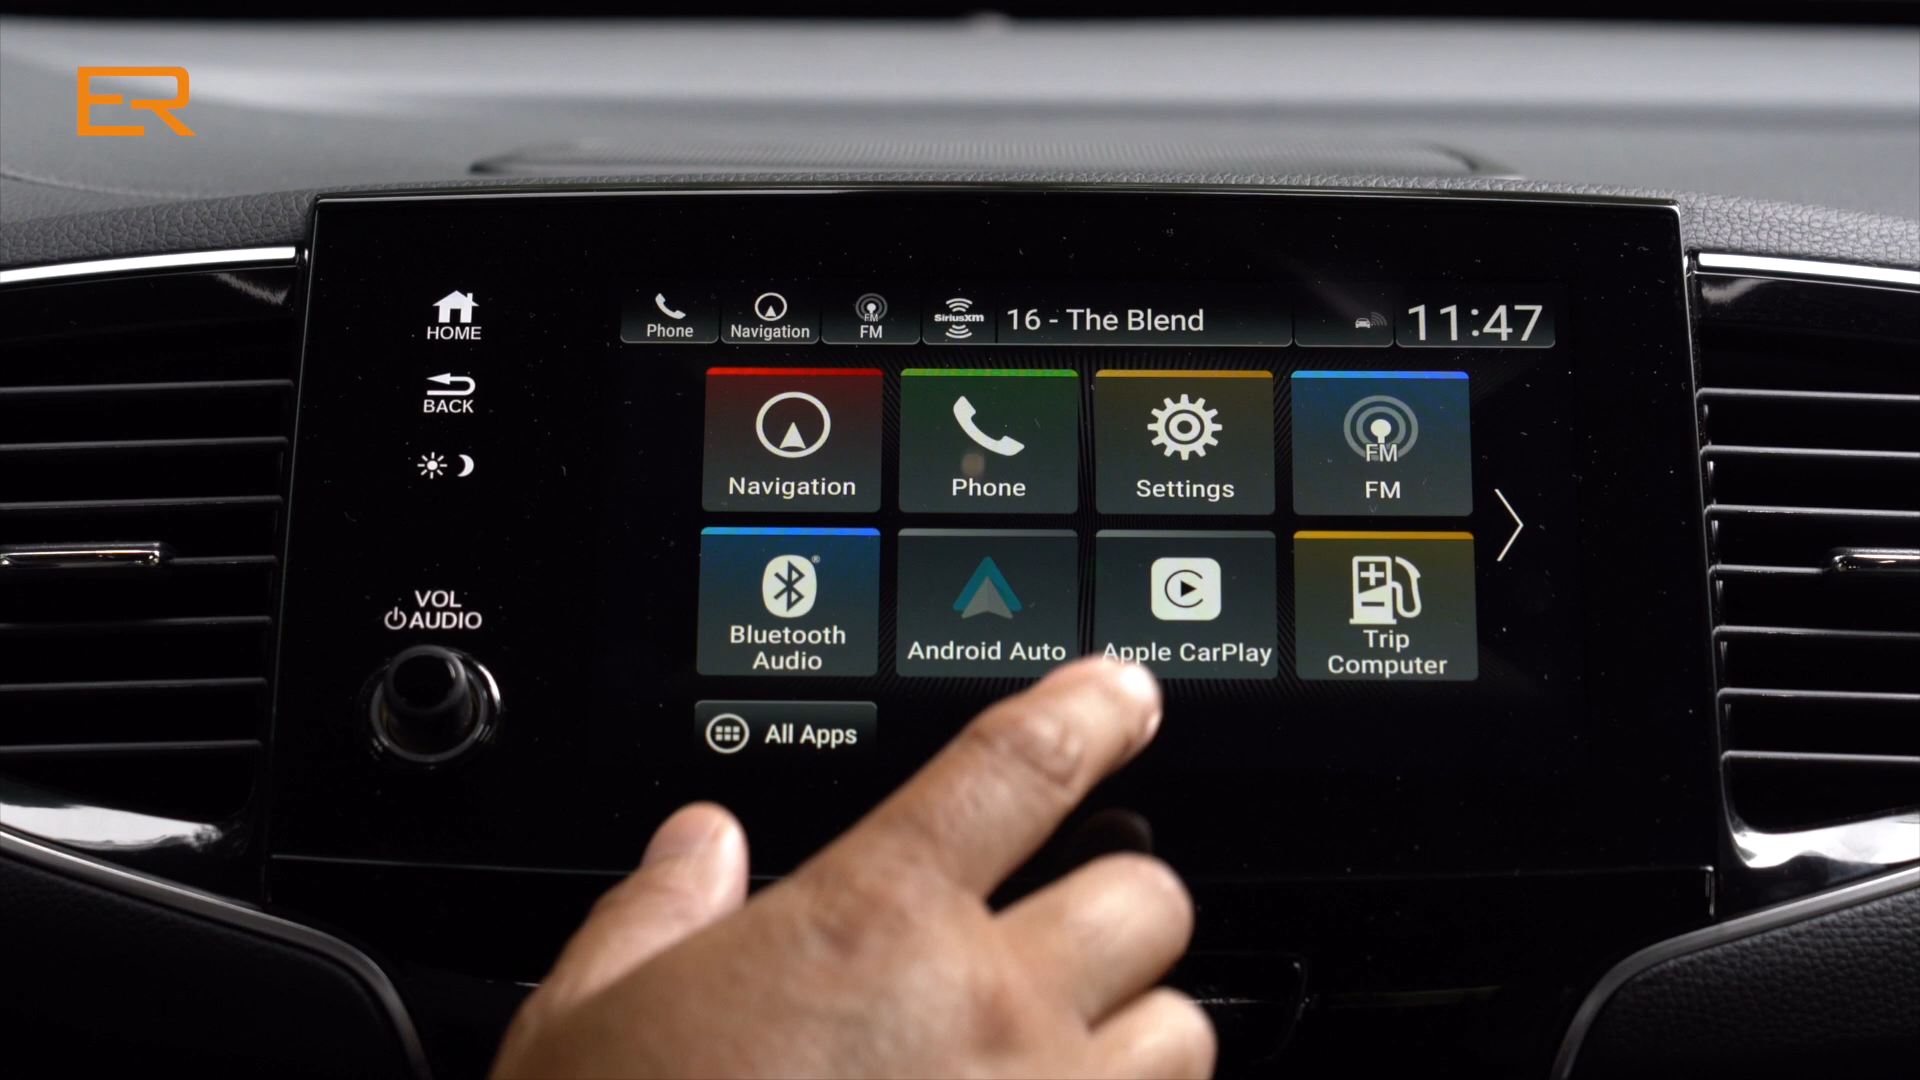 ER
HOME
BACK
VOL
AUDIO
Phone
Navigation
FM
FM
SiriusXM
16 - The Blend
11:47
Navigation
Phone
Settings
FM
FM
Bluetooth
Audio
Android Auto
Apple CarPlay
Trip
Computer
All Apps